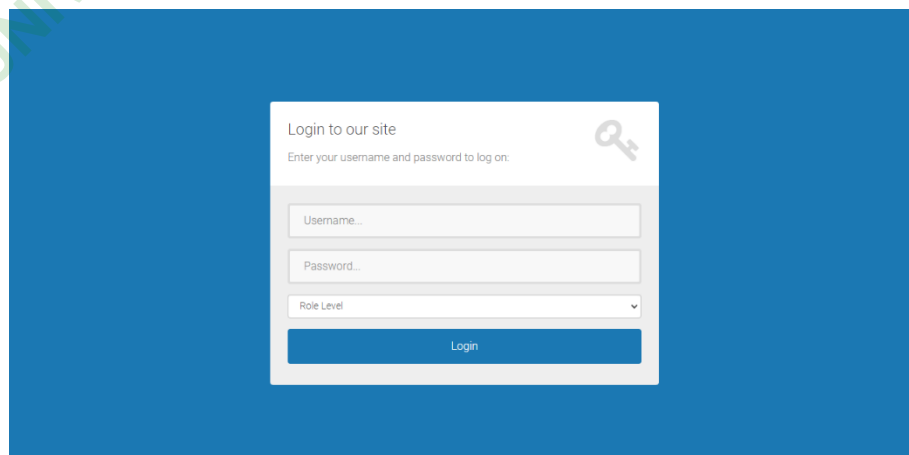 Login to our site
Enter your username and password to log on:
Username...
Password...
Role Level
Login